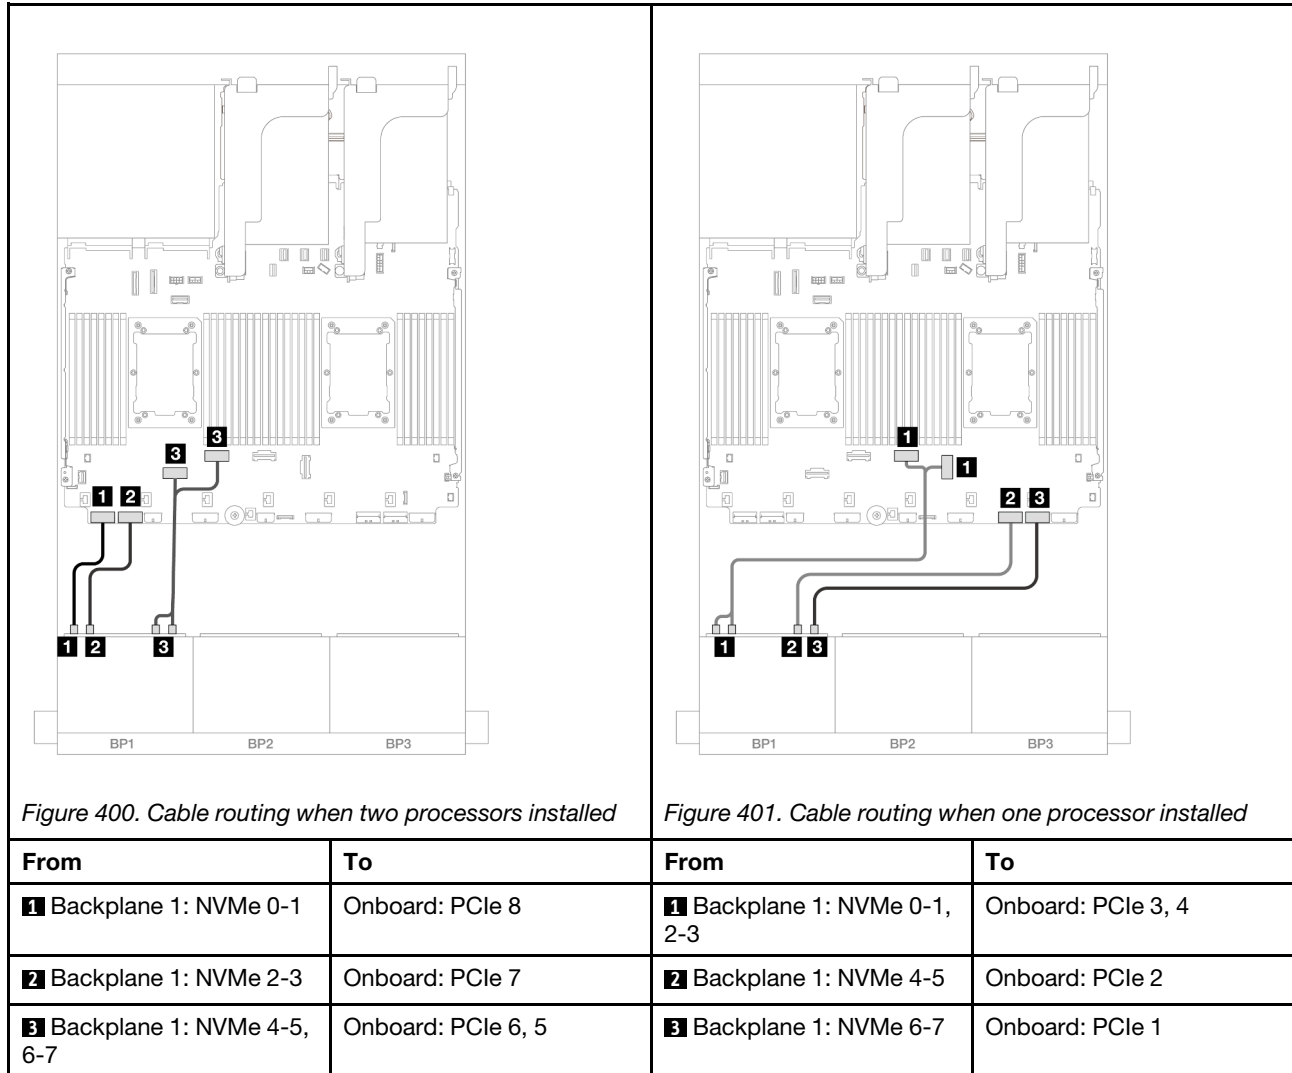 3
3
1 2
1 2 3
BP1 BP2 BP3
Figure 400. Cable routing when two processors installed
1
1
2 3
1 2 3
BP1 BP2 BP3
Figure 401. Cable routing when one processor installed
From To From To
1 Backplane 1: NVMe 0-1 Onboard: PCIe 8 1 Backplane 1: NVMe 0-1, Onboard: PCIe 3, 4
2-3
2 Backplane 1: NVMe 2-3 Onboard: PCIe 7 2 Backplane 1: NVMe 4-5 Onboard: PCIe 2
3 Backplane 1: NVMe 4-5, Onboard: PCIe 6, 5 3 Backplane 1: NVMe 6-7 Onboard: PCIe 1
6-7